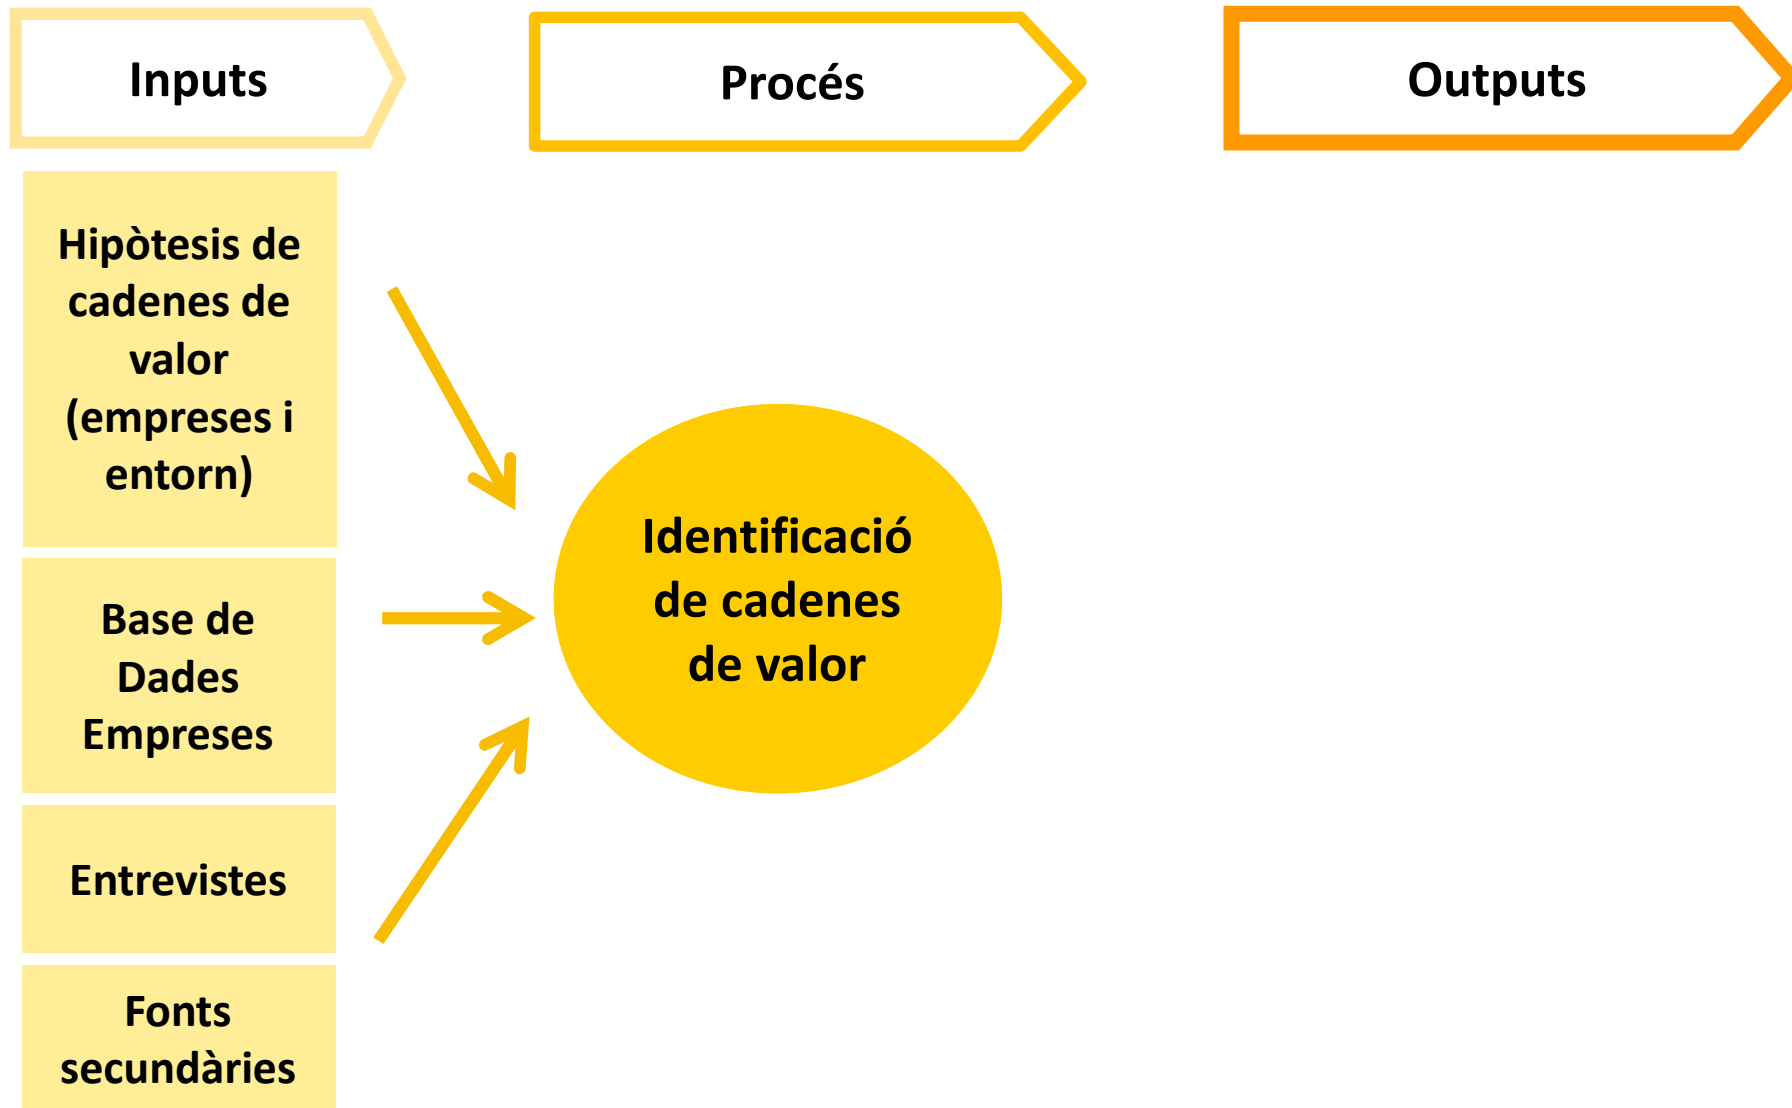 Inputs
Procés
Outputs
Hipòtesis de
cadenes de
valor
(empreses i
entorn)
Base de
Dades
Empreses
Entrevistes
Fonts
secundàries
Identificació
de cadenes
de valor